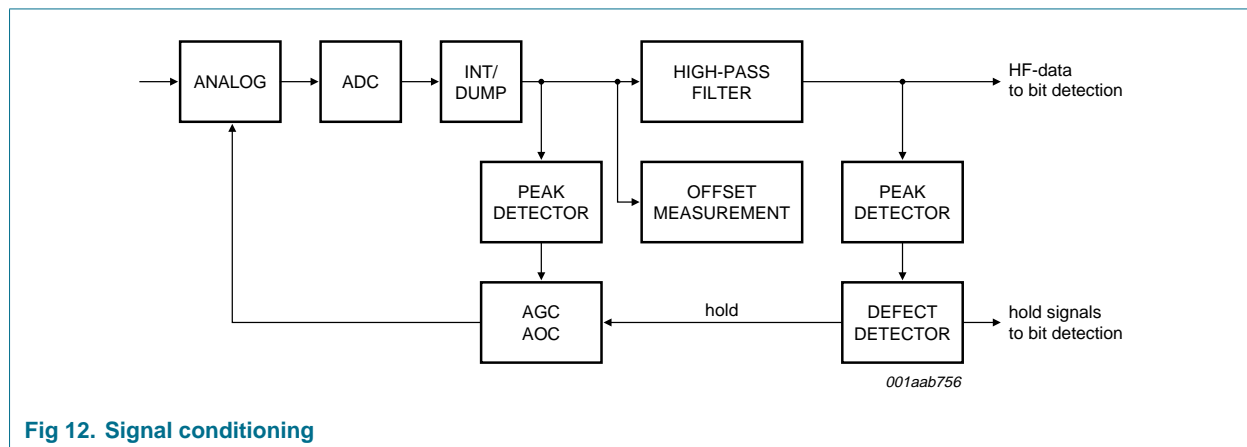 ANALOG
ADC
INT/
DUMP
HIGH-PASS
FILTER
HF-data
to bit detection
PEAK
DETECTOR
OFFSET
MEASUREMENT
PEAK
DETECTOR
AGC
AOC
hold
DEFECT
DETECTOR
hold signals
to bit detection
001aab756
Fig 12. Signal conditioning